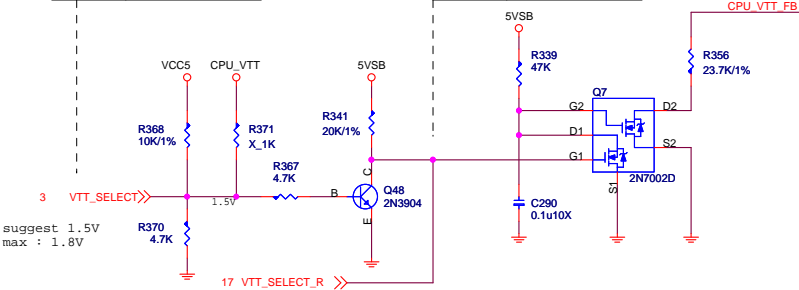 CPU_VTT_FB
5VSB
VCC5
CPU_VTT
5VSB
R339
47K
R356
23.7K/1%
Q7
G2
D2
R368
10K/1%
R371
X_1K
R341
20K/1%
D1
S2
G1
R367
4.7K
C
2N7002D
S1
3 VTT_SELECT
1.5V
B
Q48
2N3904
E
C290
0.1u10X
suggest 1.5V
max : 1.8V
R370
4.7K
17 VTT_SELECT_R